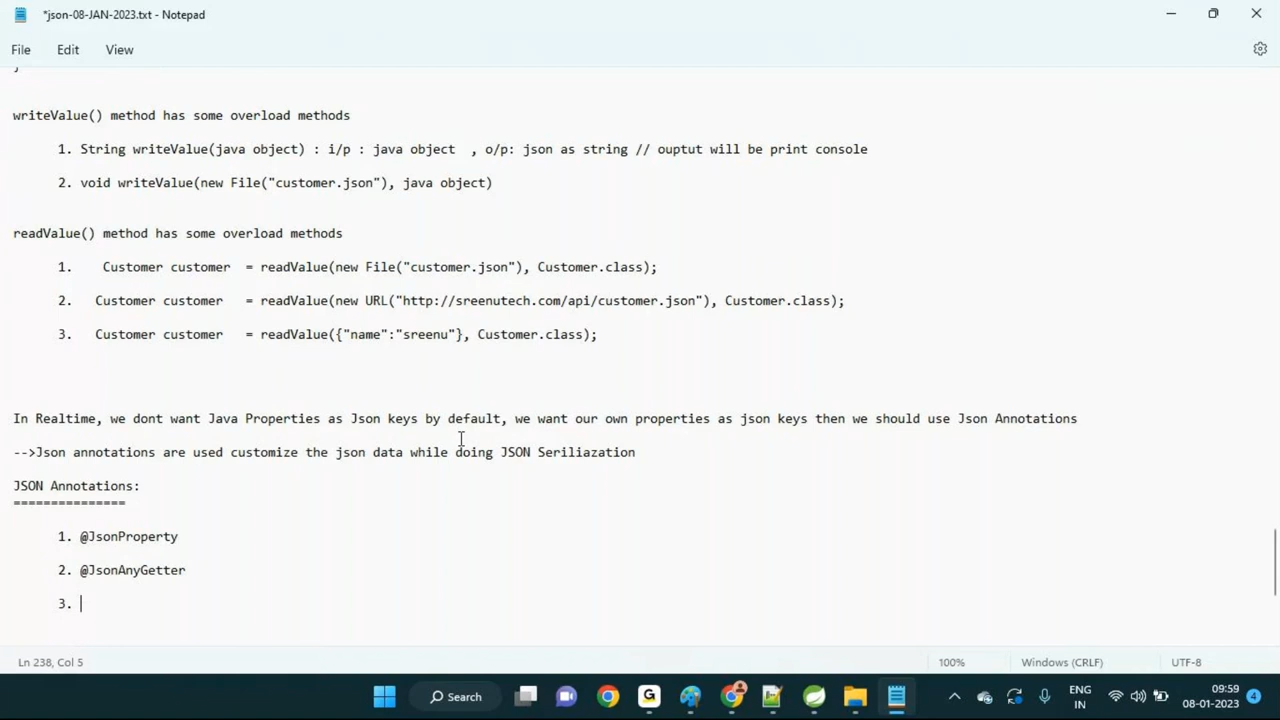 *json-08-JAN-2023.txt - Notepad
File Edit View
}
writeValue() method has some overload methods
1. String writeValue(java object) : i/p : java object , o/p: json as string // ouptut will be print console
2. void writeValue(new File("customer.json"), java object)
readValue() method has some overload methods
1. Customer customer = readValue(new File("customer.json"), Customer.class);
2. Customer customer = readValue(new URL("http://sreenutech.com/api/customer.json"), Customer.class);
3. Customer customer = readValue({"name":"sreenu"}, Customer.class);
In Realtime, we dont want Java Properties as Json keys by default, we want our own properties as json keys then we should use Json Annotations
-->Json annotations are used customize the json data while doing JSON Seriliazation
JSON Annotations:
===============
1. @JsonProperty
2. @JsonAnyGetter
3.
Ln 238, Col 5 100% Windows (CRLF) UTF-8
Search
ENG
IN
09:59
08-01-2023
4